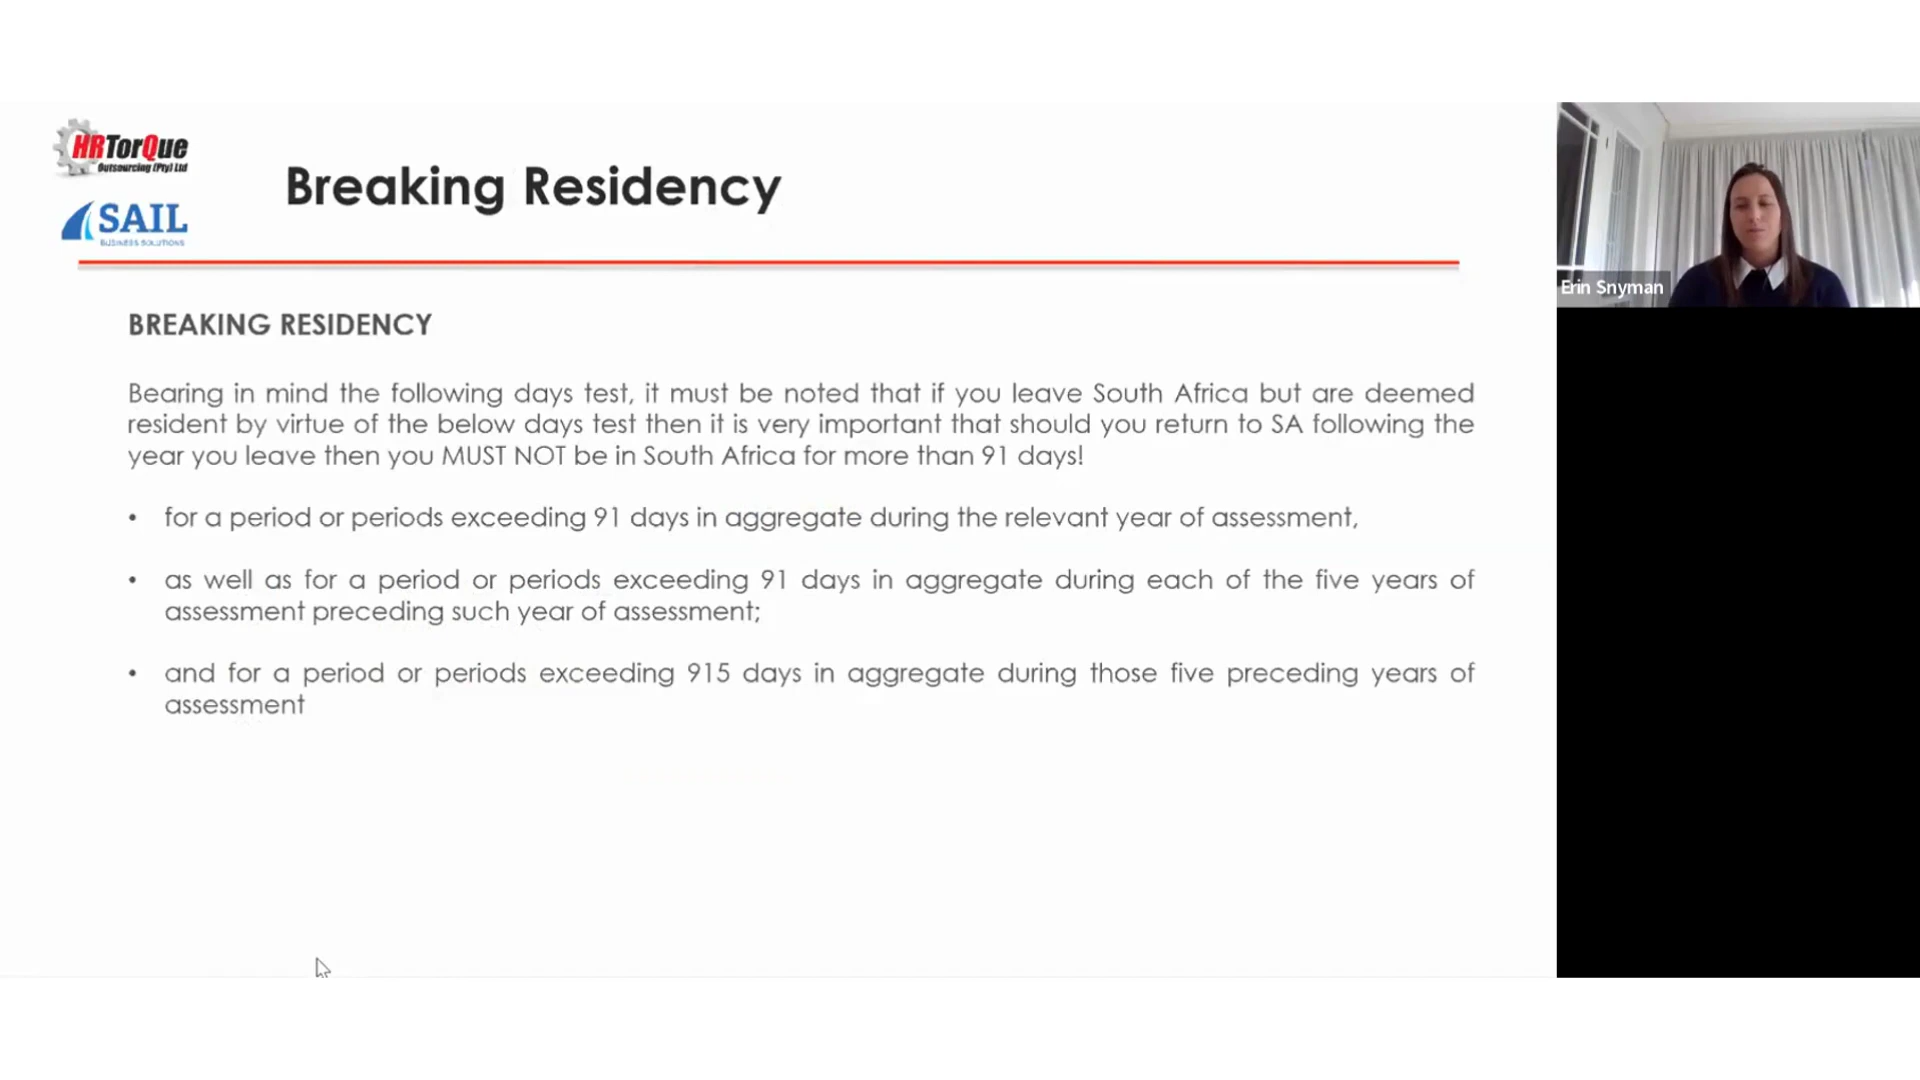 HRTorQue
Outsourcing (Pty) Ltd
SAIL
BUSINESS SOLUTIONS
Breaking Residency
Erin Snyman
BREAKING RESIDENCY
Bearing in mind the following days test, it must be noted that if you leave South Africa but are deemed
resident by virtue of the below days test then it is very important that should you return to SA following the
year you leave then you MUST NOT be in South Africa for more than 91 days!
• for a period or periods exceeding 91 days in aggregate during the relevant year of assessment,
• as well as for a period or periods exceeding 91 days in aggregate during each of the five years of
assessment preceding such year of assessment;
• and for a period or periods exceeding 915 days in aggregate during those five preceding years of
assessment